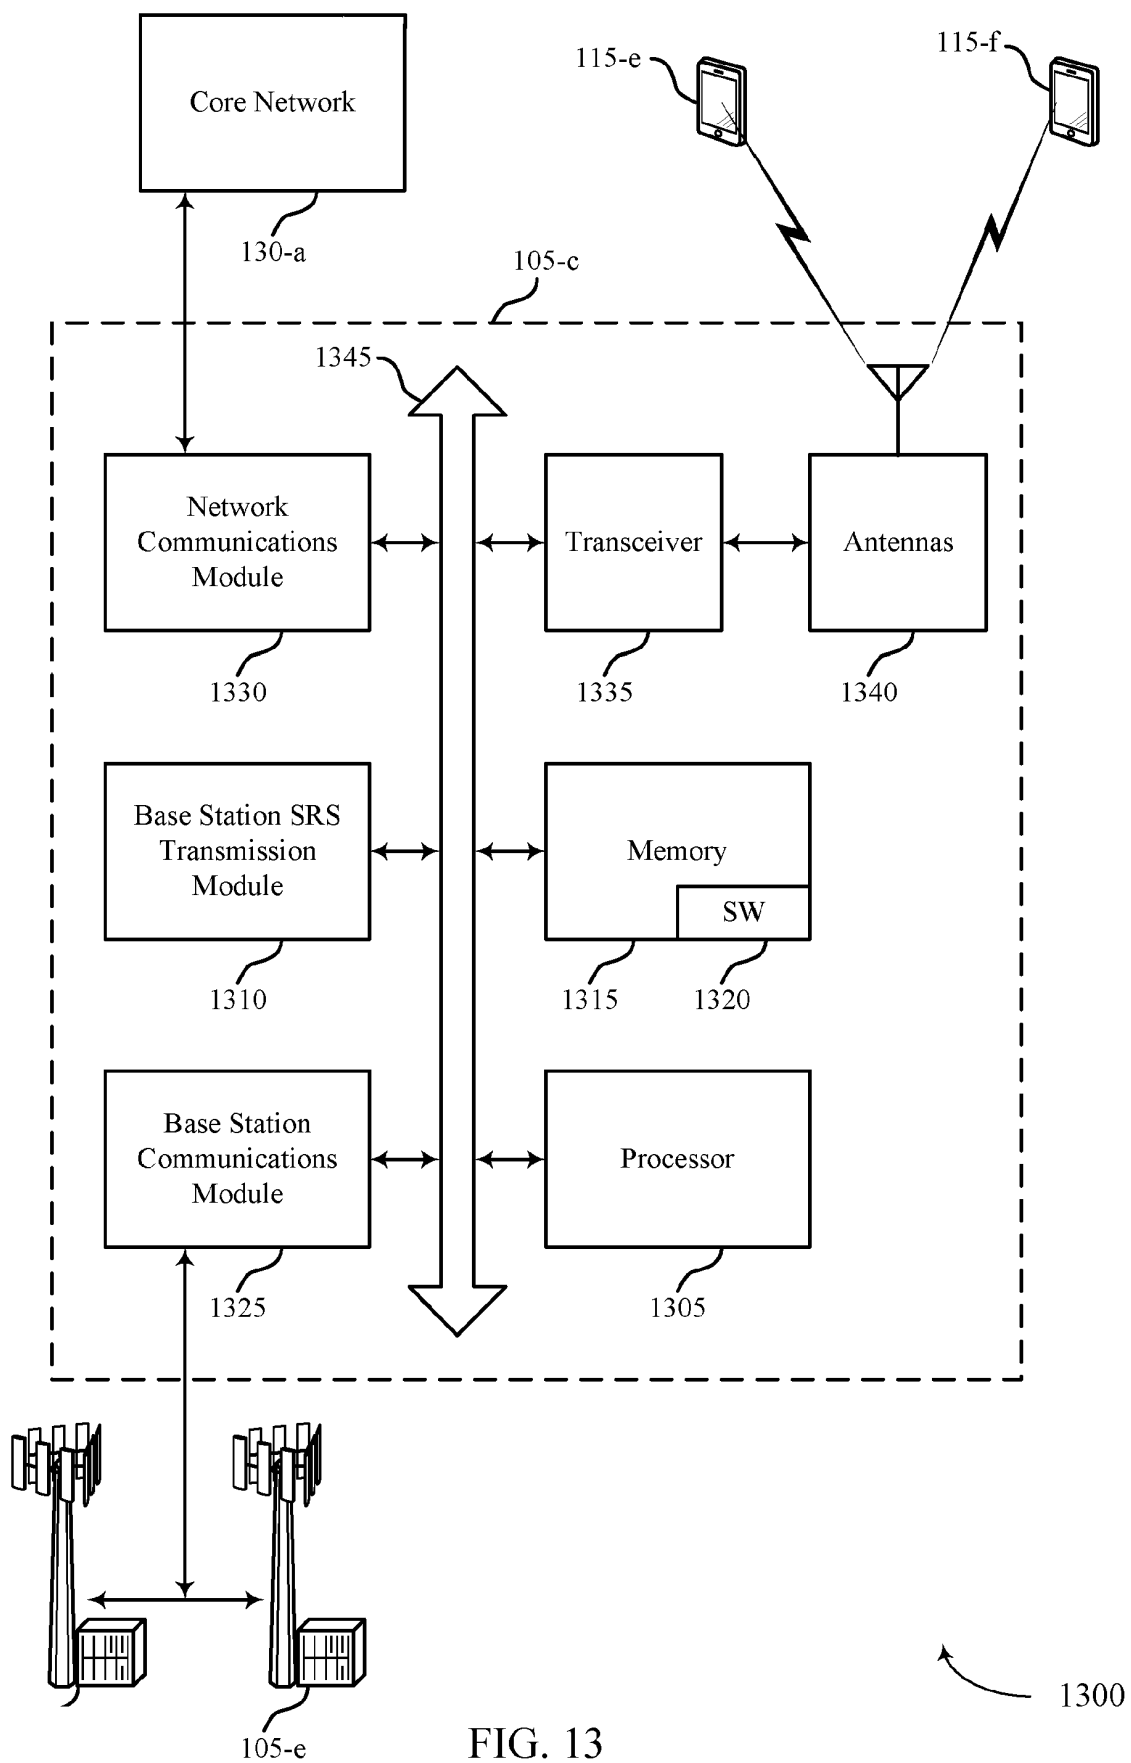 Core Network
130-a
115-e
115-f
105-c
1345
Network
Communications
Module
1330
Transceiver
1335
Antennas
1340
Base Station SRS
Transmission
Module
1310
Memory
SW
1315
1320
Base Station
Communications
Module
1325
Processor
1305
105-e
1300
FIG. 13